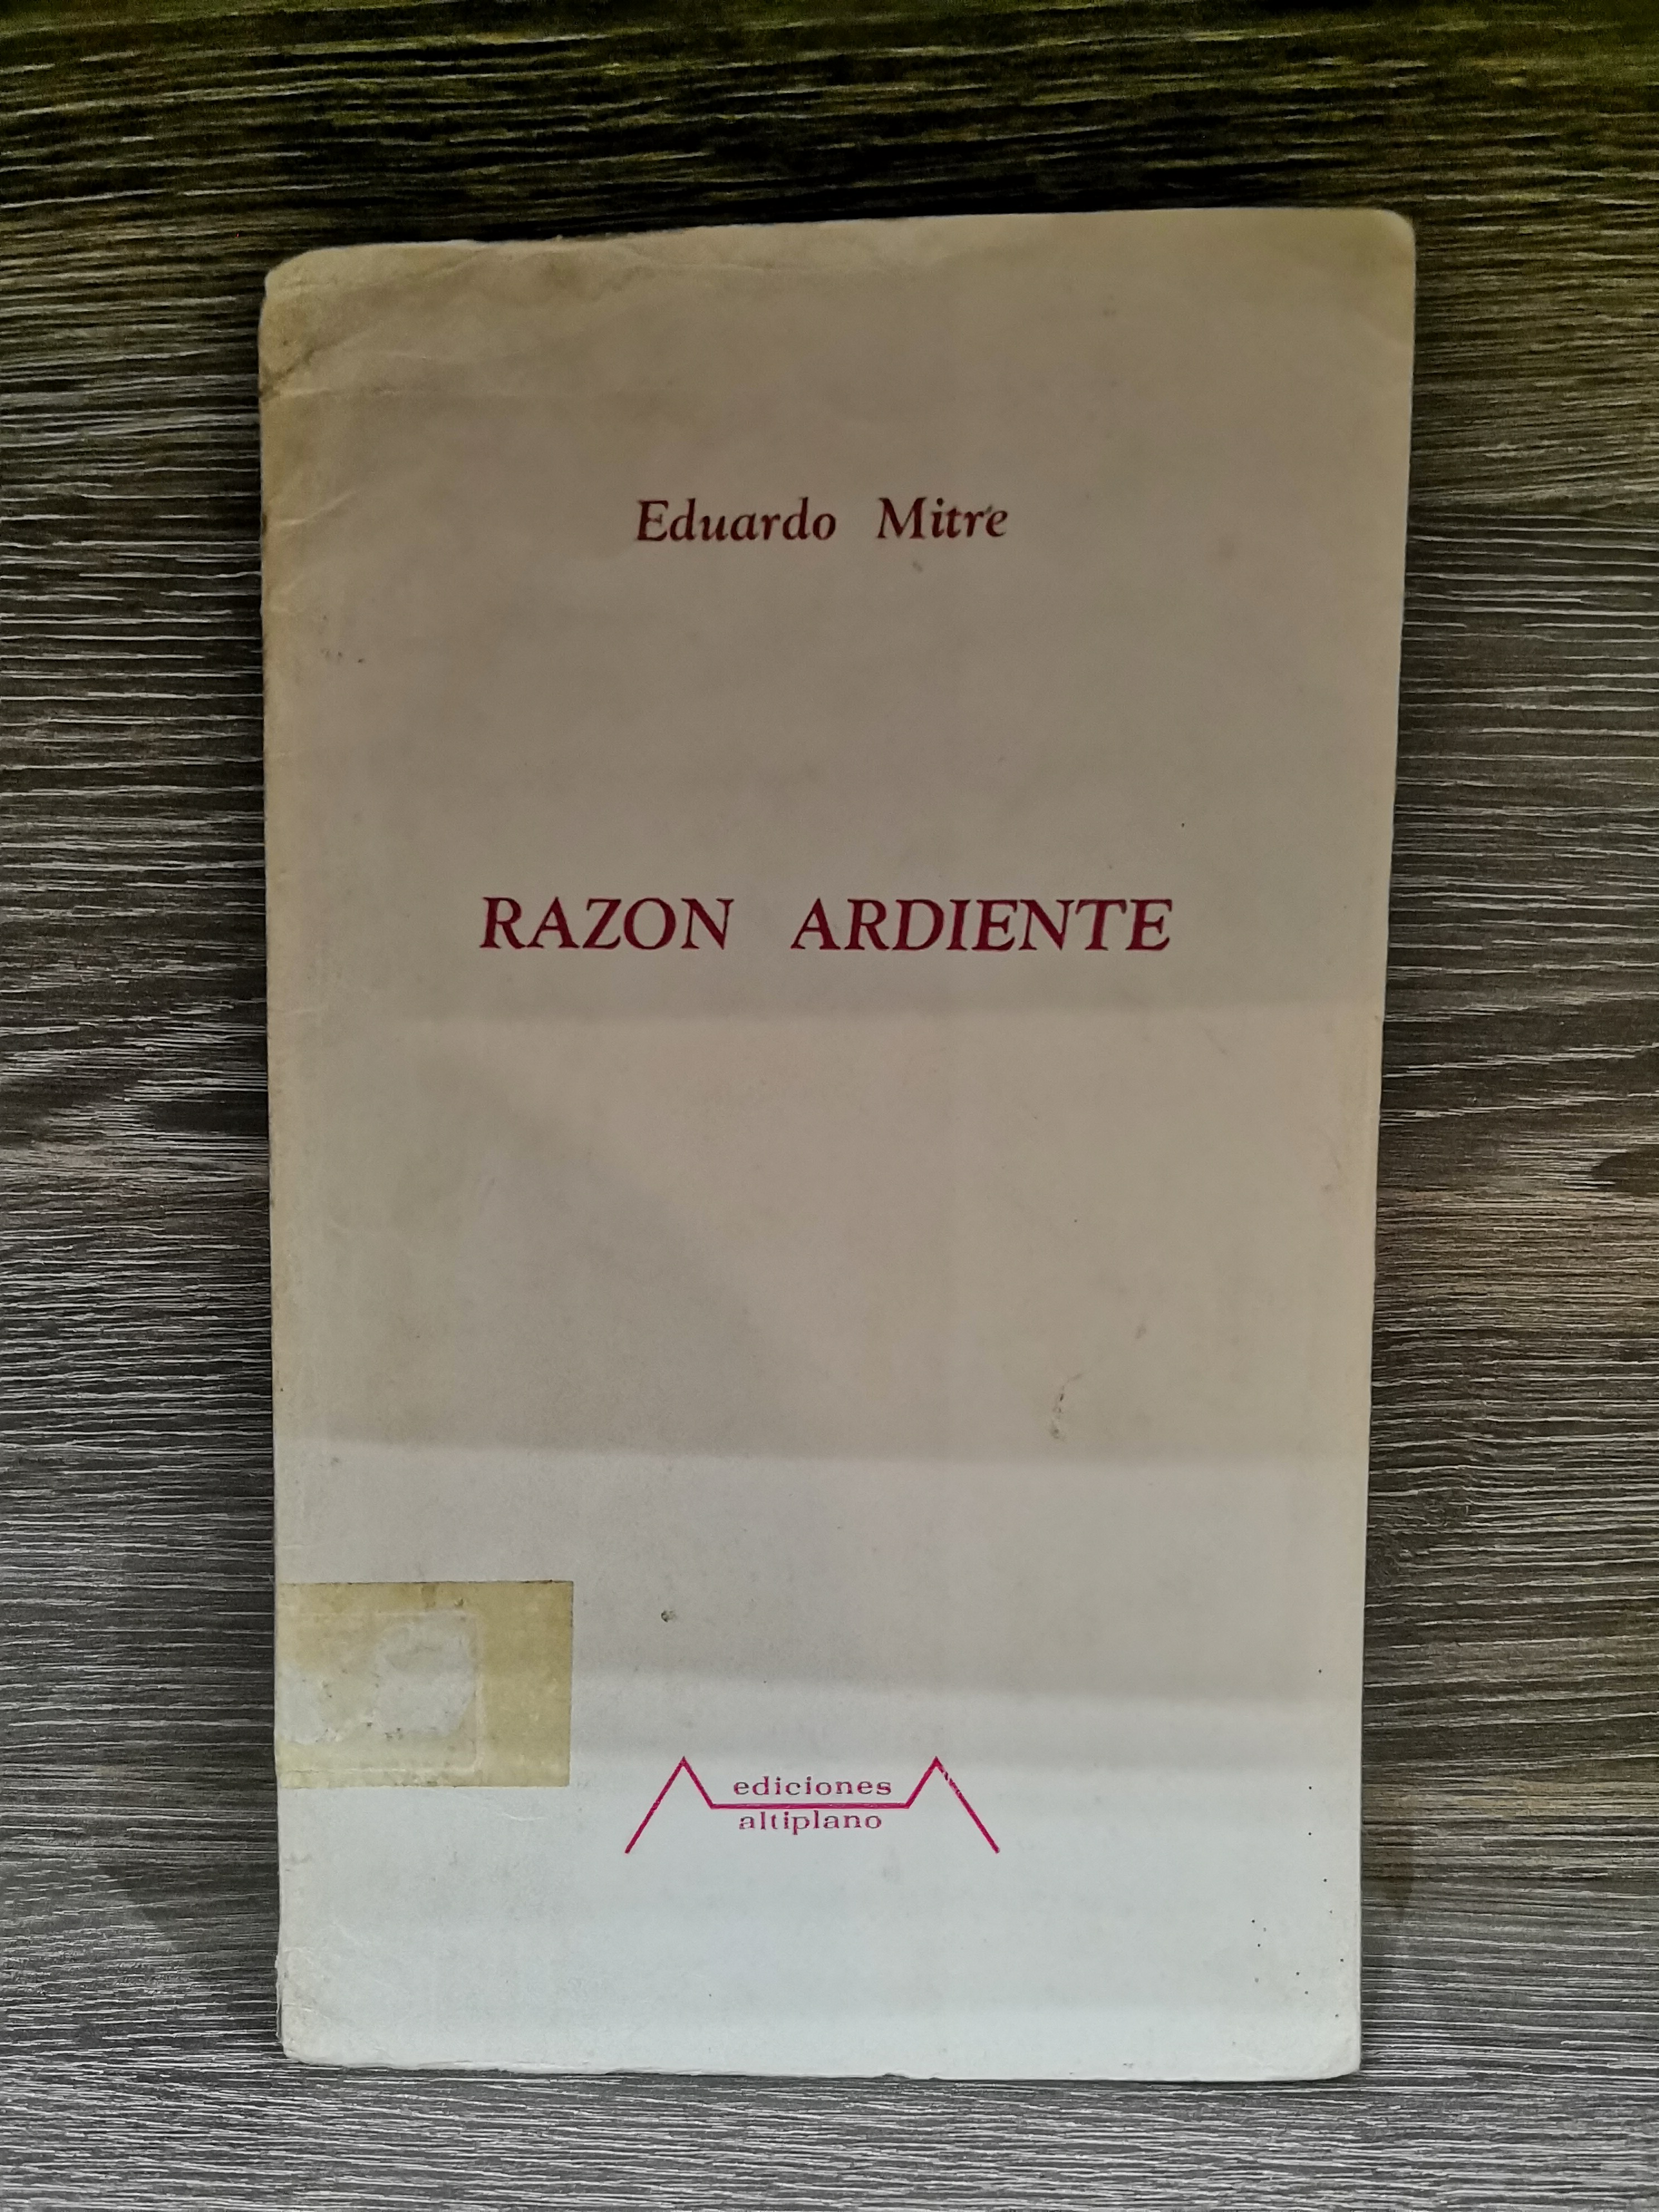 Eduardo Mitre
RAZON ARDIENTE
ediciones
altiplano